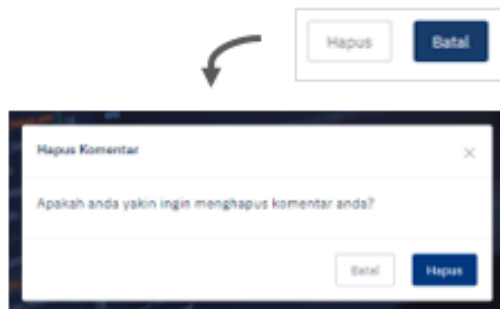 Hapus Batal
Hapus Komentar
Apakah anda yakin ingin menghapus komentar anda?
Batal Hapus